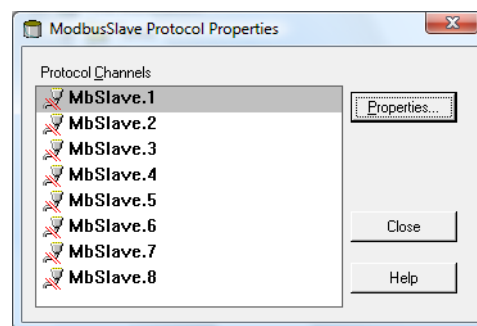 ModbusSlave Protocol Properties
Protocol Channels
MbSlave.1
Properties...
MbSlave.2
MbSlave.3
MbSlave.4
MbSlave.5
MbSlave.6
Close
MbSlave.7
MbSlave.8
Help